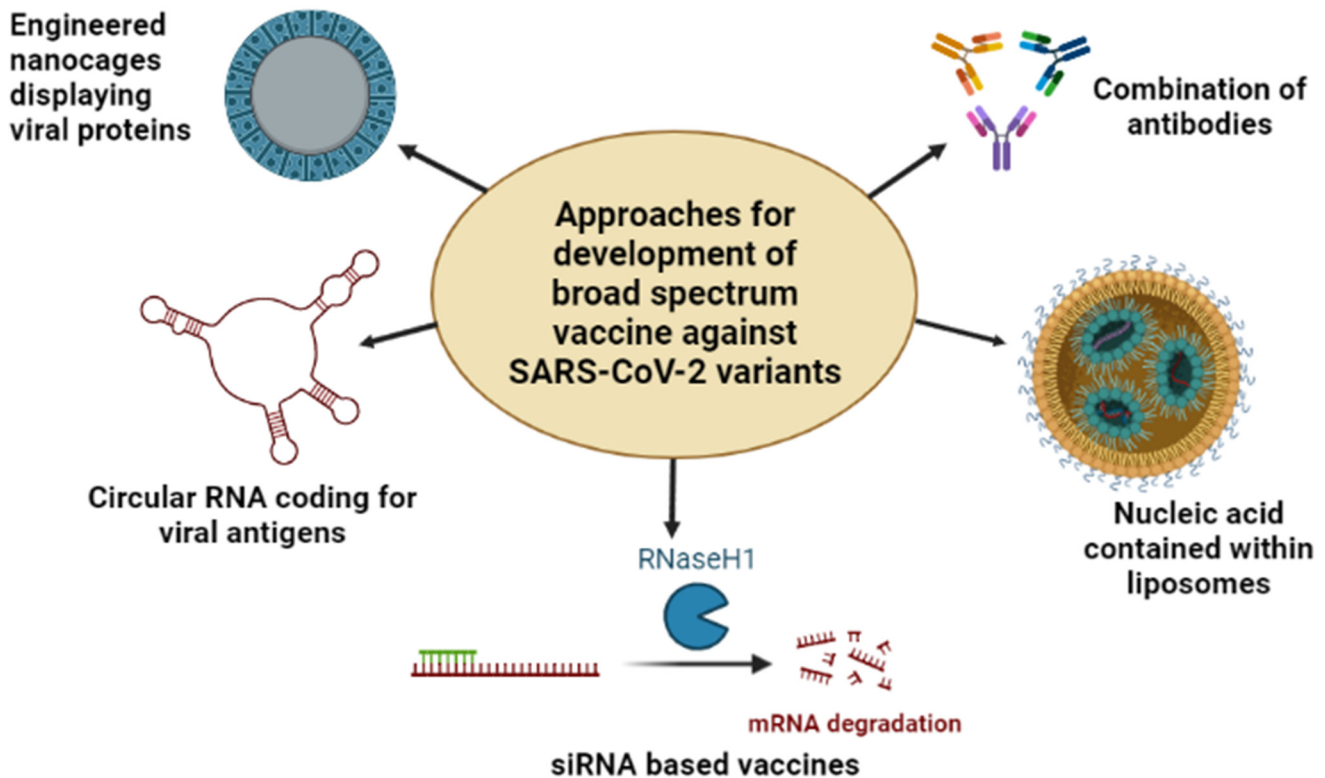 Engineered
nanocages
displaying
viral proteins
Combination of
antibodies
Approaches for
development of
broad spectrum
vaccine against
SARS-CoV-2 variants
Circular RNA coding for
viral antigens
Nucleic acid
contained within
liposomes
RNaseH1
mRNA degradation
siRNA based vaccines